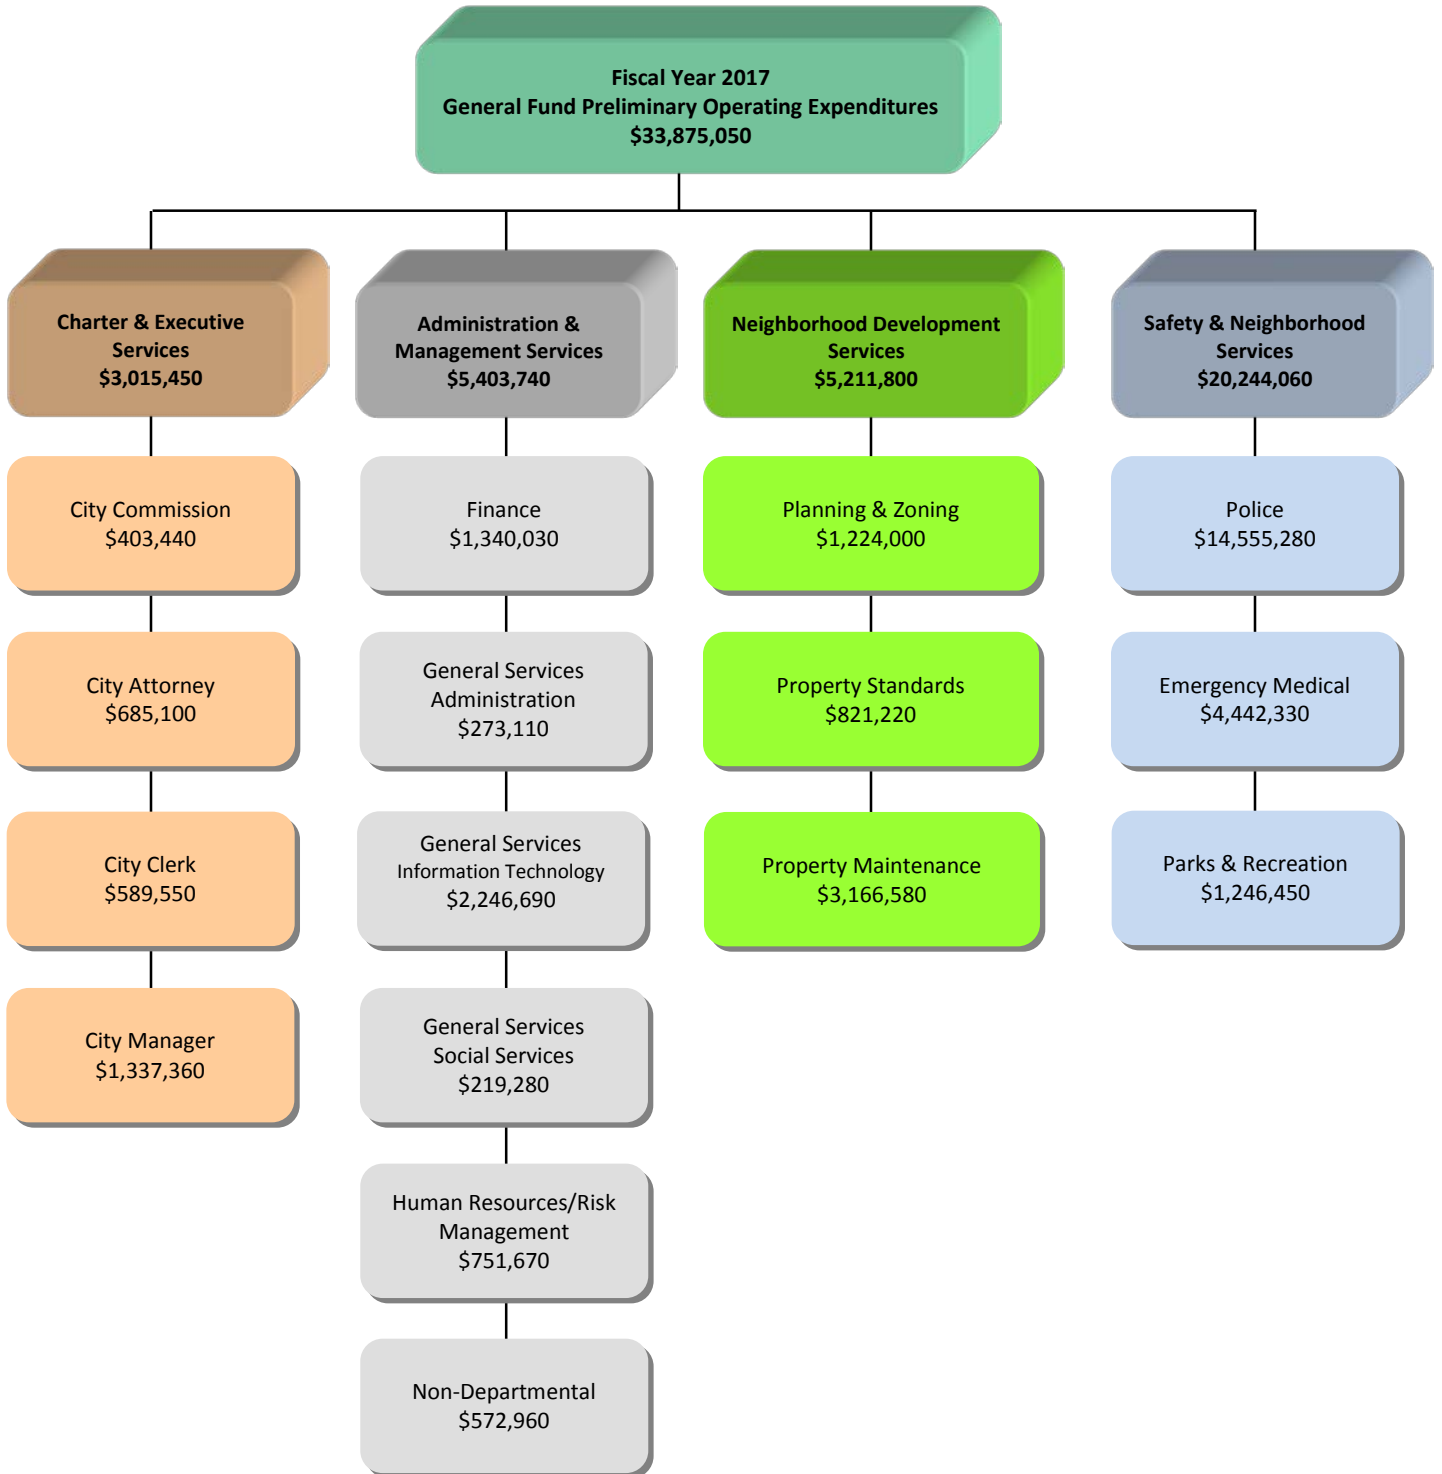 Fiscal Year 2017
General Fund Preliminary Operating Expenditures
$33,875,050
Charter & Executive
Services
$3,015,450
Administration &
Management Services
$5,403,740
Neighborhood Development
Services
$5,211,800
Safety & Neighborhood
Services
$20,244,060
City Commission
$403,440
Finance
$1,340,030
Planning & Zoning
$1,224,000
Police
$14,555,280
City Attorney
$685,100
General Services
Administration
$273,110
Property Standards
$821,220
Emergency Medical
$4,442,330
City Clerk
$589,550
General Services
Information Technology
$2,246,690
Property Maintenance
$3,166,580
Parks & Recreation
$1,246,450
City Manager
$1,337,360
General Services
Social Services
$219,280
Human Resources/Risk
Management
$751,670
Non-Departmental
$572,960